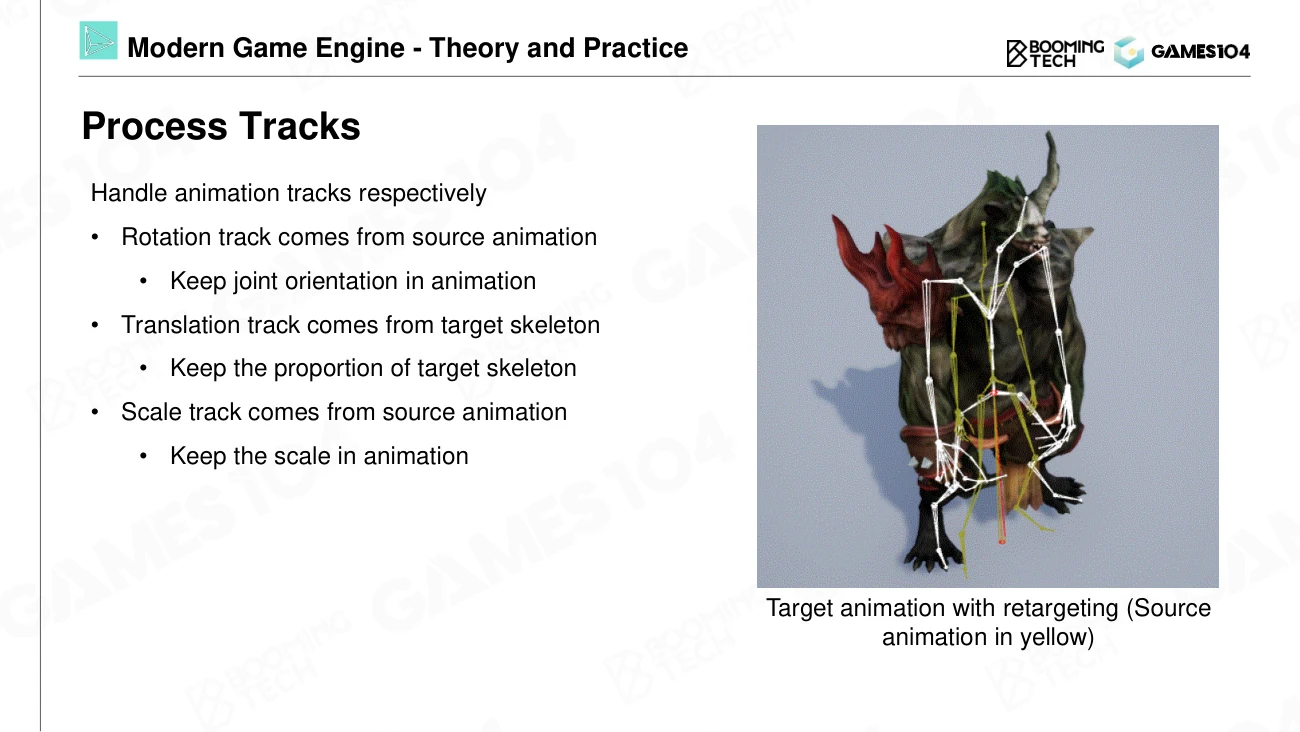 Modern Game Engine - Theory and Practice
BOOMING
TECH
GAMES104
Process Tracks
Handle animation tracks respectively
• Rotation track comes from source animation
• Keep joint orientation in animation
• Translation track comes from target skeleton
• Keep the proportion of target skeleton
• Scale track comes from source animation
• Keep the scale in animation
Target animation with retargeting (Source
animation in yellow)